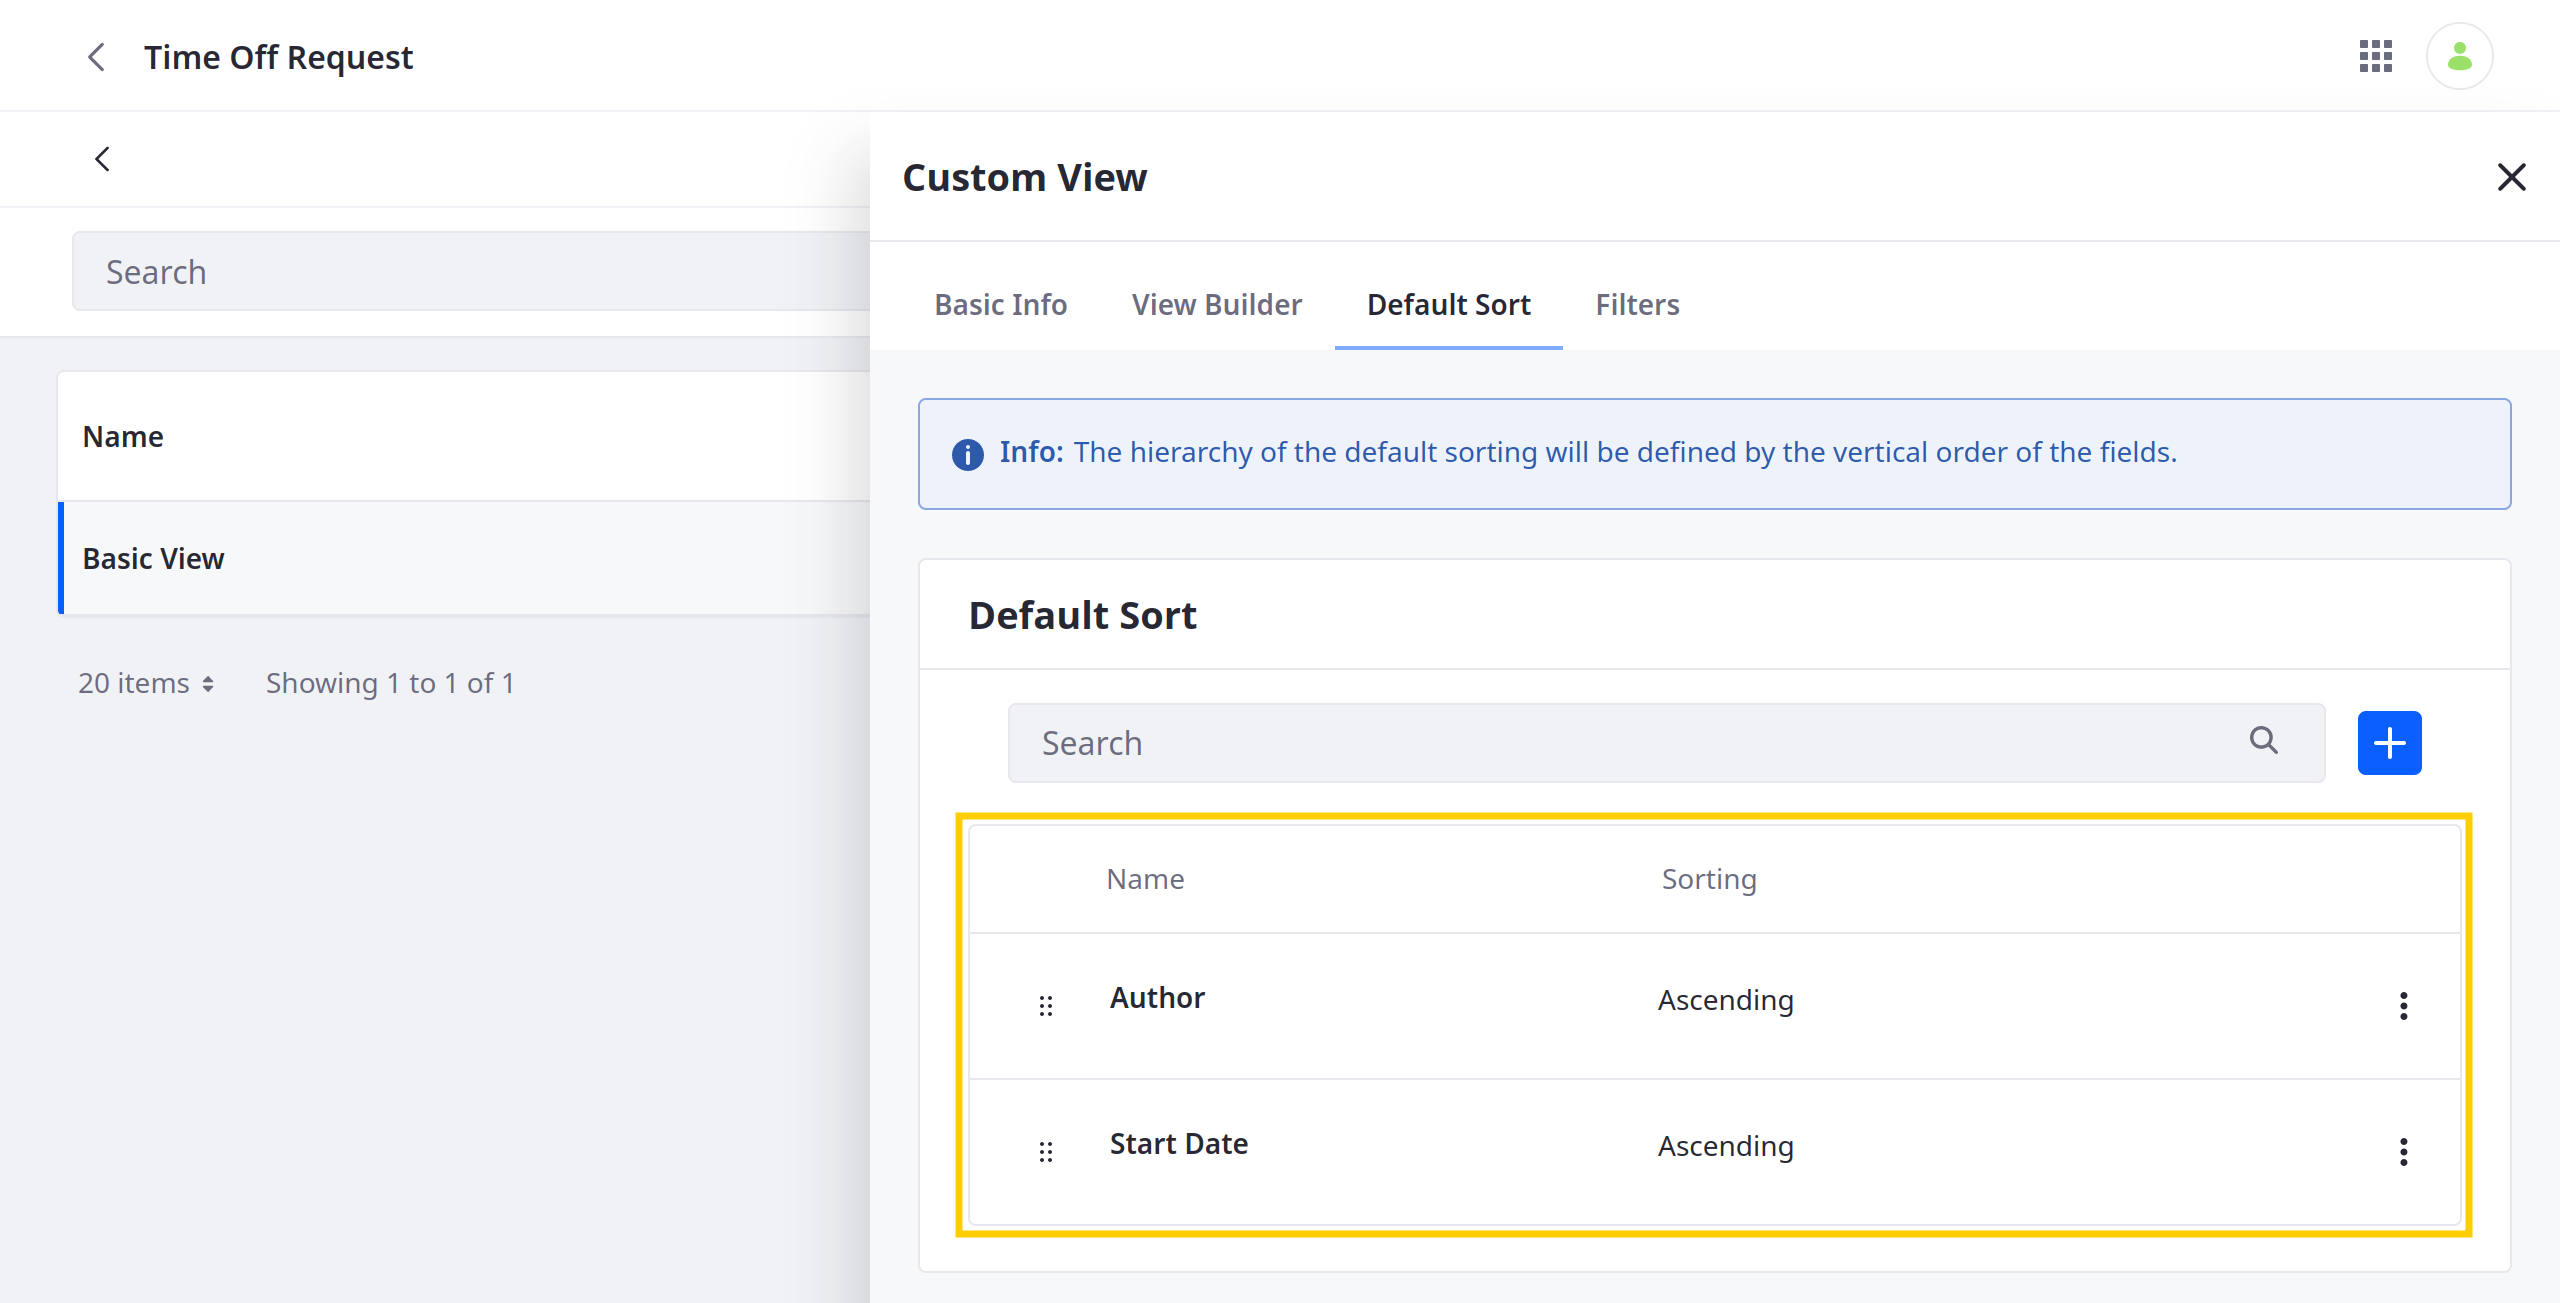 Time Off Request
Search
Name
Basic View
20 items Showing 1 to 1 of 1
Custom View
Basic Info View Builder Default Sort Filters
Info: The hierarchy of the default sorting will be defined by the vertical order of the fields.
Default Sort
Search
Name Sorting
Author Ascending
Start Date Ascending